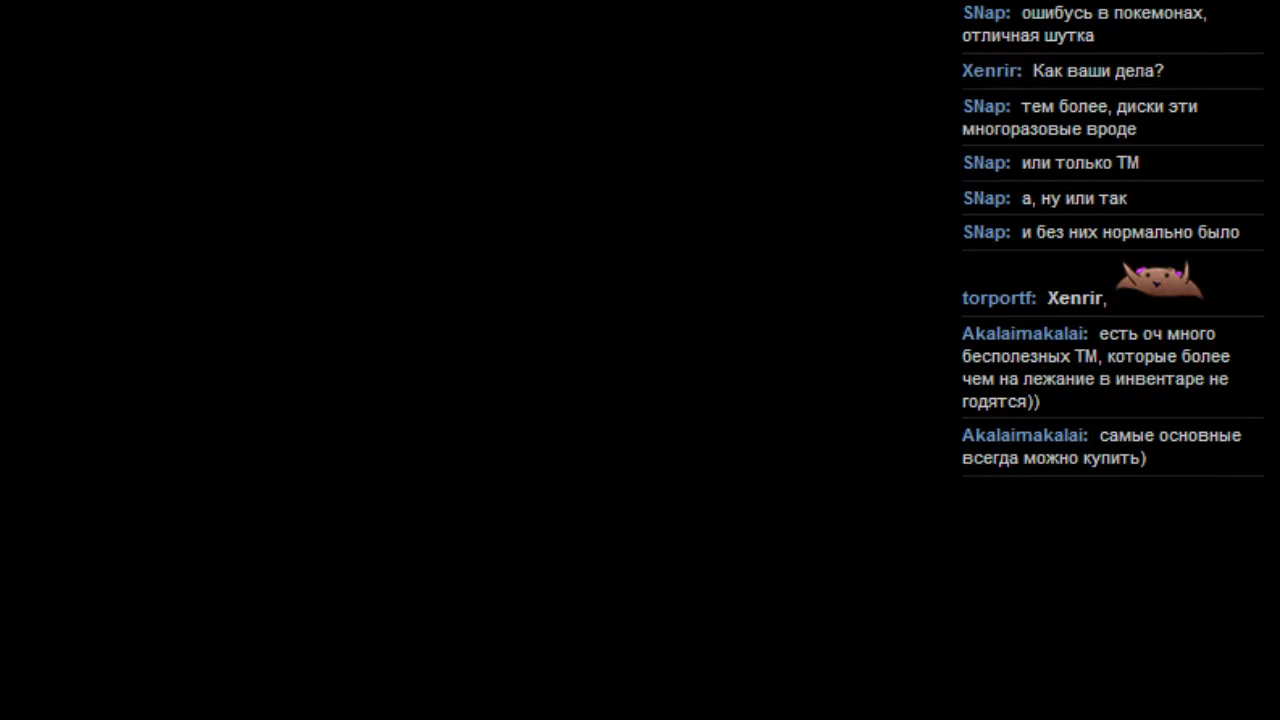 SNap: ошибусь в покемонах,
отличная шутка
Xenrir: Как ваши дела?
SNap: тем более, диски эти
многоразовые вроде
SNap: или только ТМ
SNap: а, ну или так
SNap: и без них нормально было
torportf: Xenrir,
Akalaimakalai: есть оч много
бесполезных ТМ, которые более
чем на лежание в инвентаре не
годятся))
Akalaimakalai: самые основные
всегда можно купить)